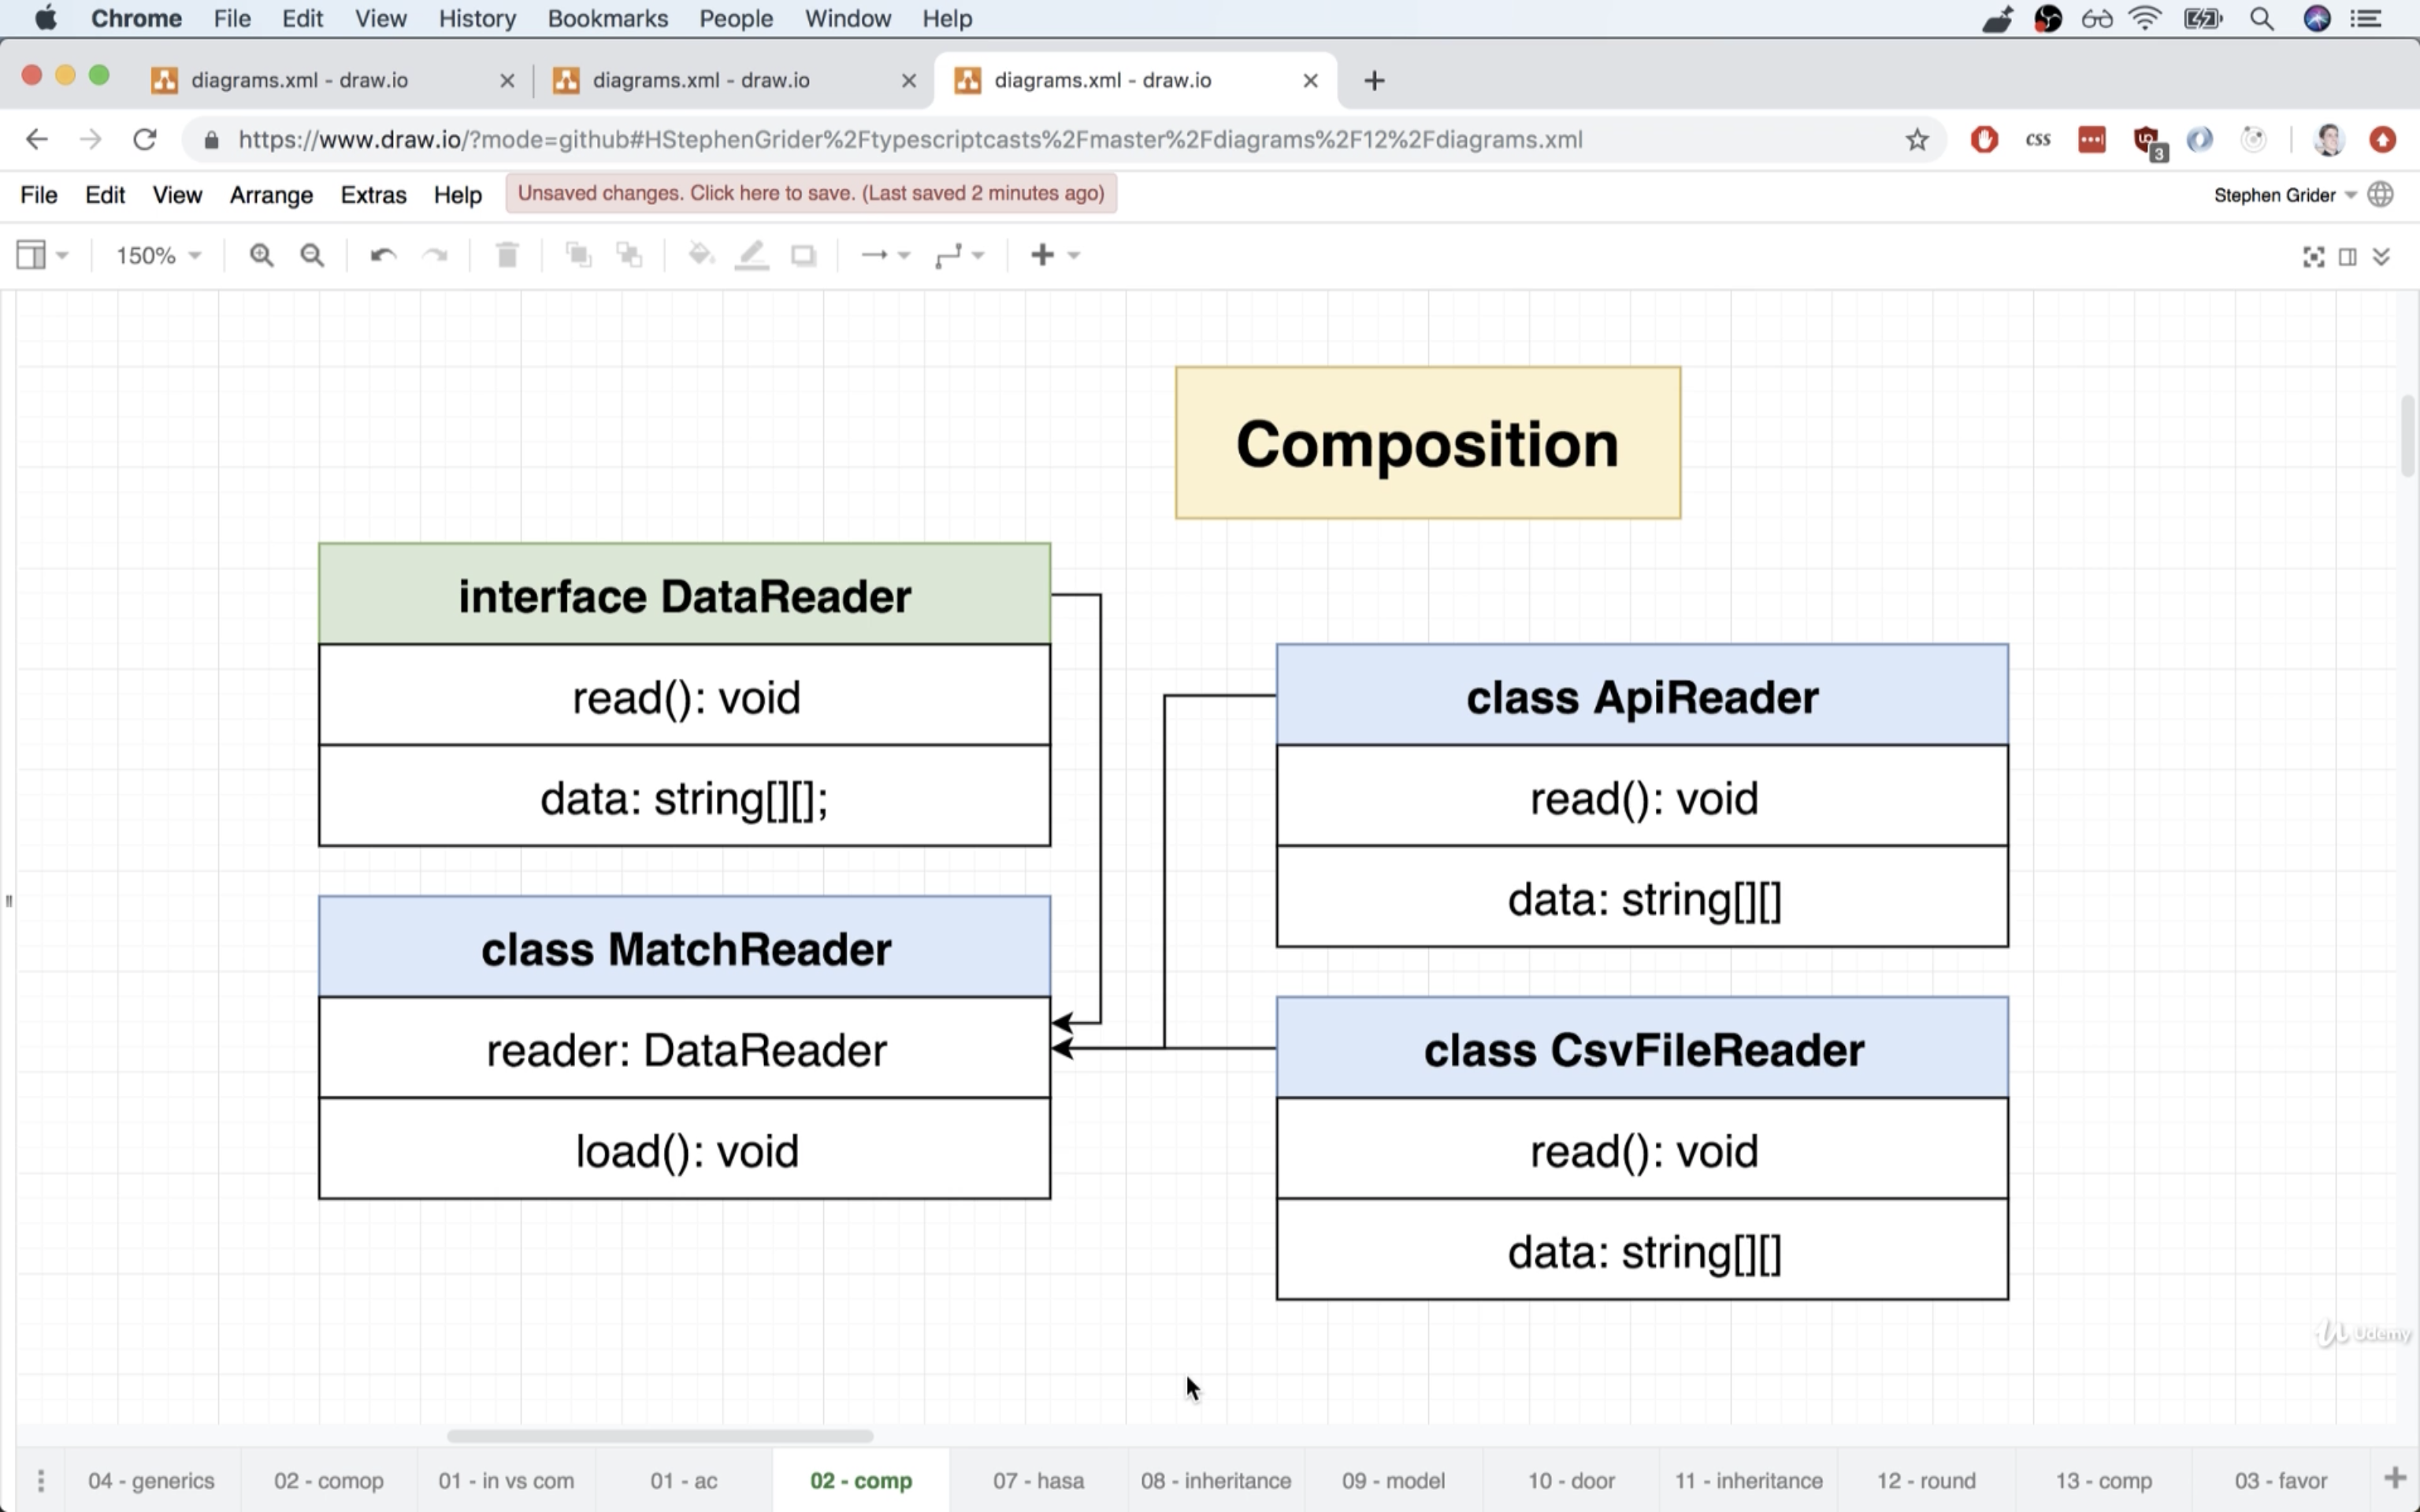 Chrome File Edit View History Bookmarks People Window Help
diagrams.xml - draw.io
diagrams.xml - draw.io
diagrams.xml - draw.io
https://www.draw.io/?mode=github#HStephenGrider%2Ftypescriptcasts%2Fmaster%2Fdiagrams%2F12%2Fdiagrams.xml
css
3
File Edit View Arrange Extras Help
Unsaved changes. Click here to save. (Last saved 2 minutes ago)
Stephen Grider
150%
Composition
interface DataReader
read(): void
data: string[][];
class MatchReader
reader: DataReader
load(): void
class ApiReader
read(): void
data: string[][]
class CsvFileReader
read(): void
data: string[][]
Udemy
04 - generics
02 - comop
01 - in vs com
01 - ac
02 - comp
07 - hasa
08 - inheritance
09 - model
10 - door
11 - inheritance
12 - round
13 - comp
03 - favor